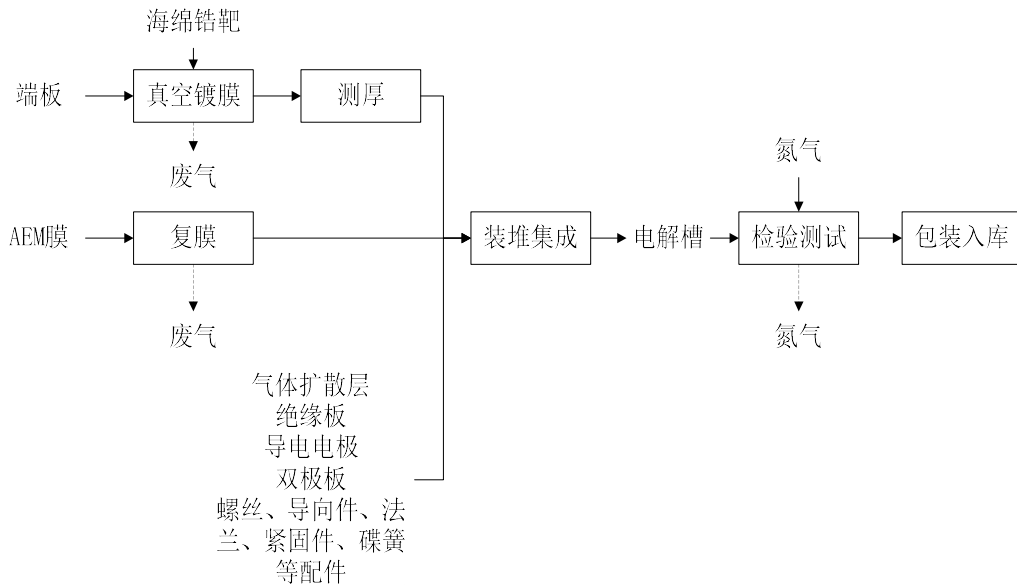 海绵锆靶
端板
真空镀膜
测厚
废气
氮气
AEM膜
复膜
装堆集成
电解槽
检验测试
包装入库
废气
氮气
气体扩散层
绝缘板
导电电极
双极板
螺丝、导向件、法
兰、紧固件、碟簧
等配件